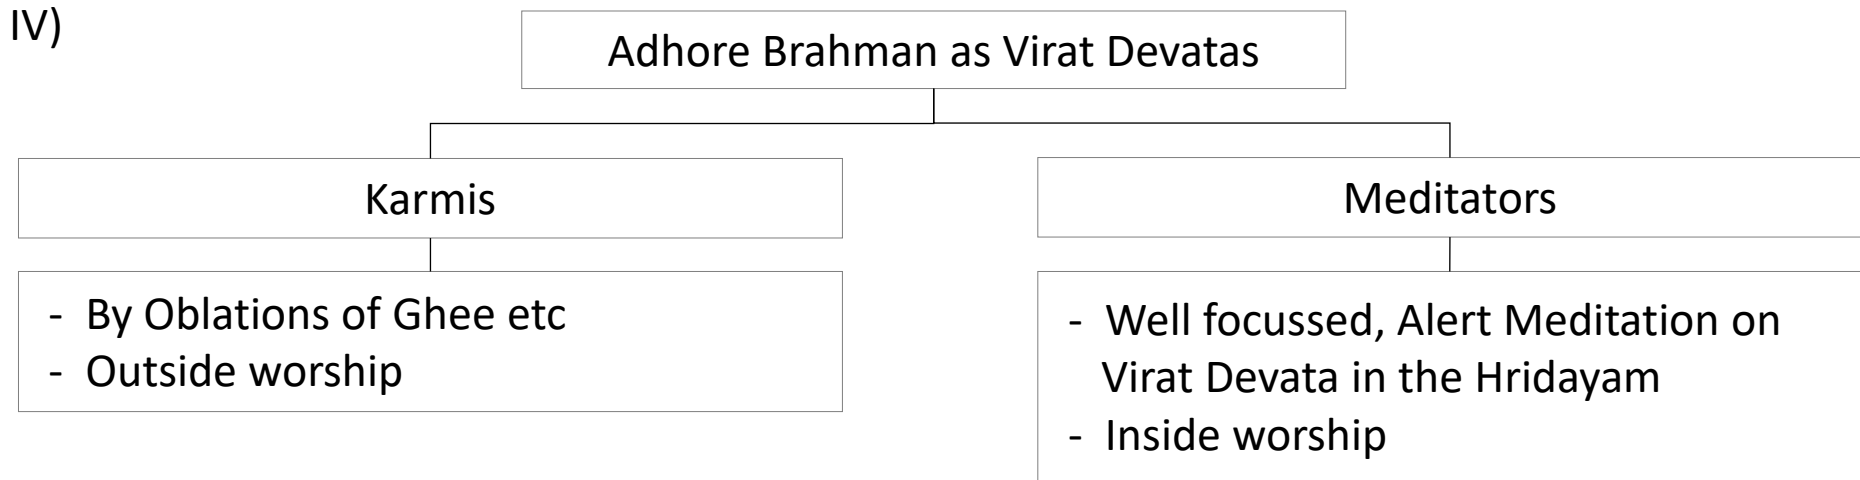 IV)
Adhore Brahman as Virat Devatas
Karmis
Meditators
- By Oblations of Ghee etc
- Outside worship
- Well focussed, Alert Meditation on
Virat Devata in the Hridayam
- Inside worship